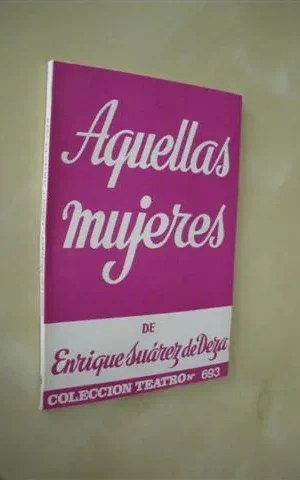 Aquellas
mujeres
DE
Enrique Suárez de Deza
COLECCION TEATRO Nº 693